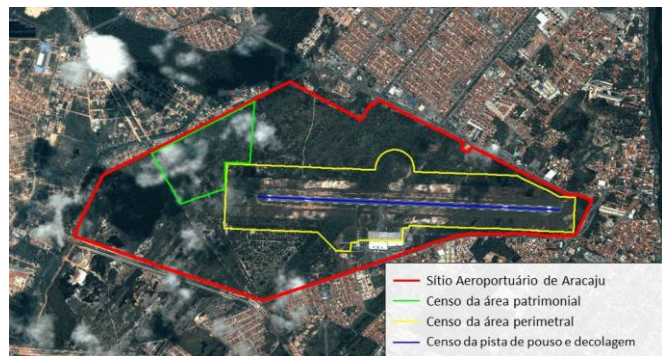 Sítio Aeroportuário de Aracaju
Censo da área patrimonial
Censo da área perimetral
Censo da pista de pouso e decolagem